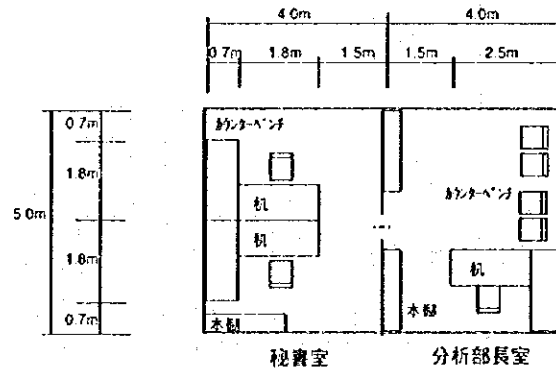 4.0m 4.0m
0.7m 1.8m 1.5m 1.5m 2.5m
0.7m
1.8m
5.0m
1.8m
0.7m
カウンターベンチ
机
机
本棚
カウンターベンチ
机
本棚
秘書室 分析部長室